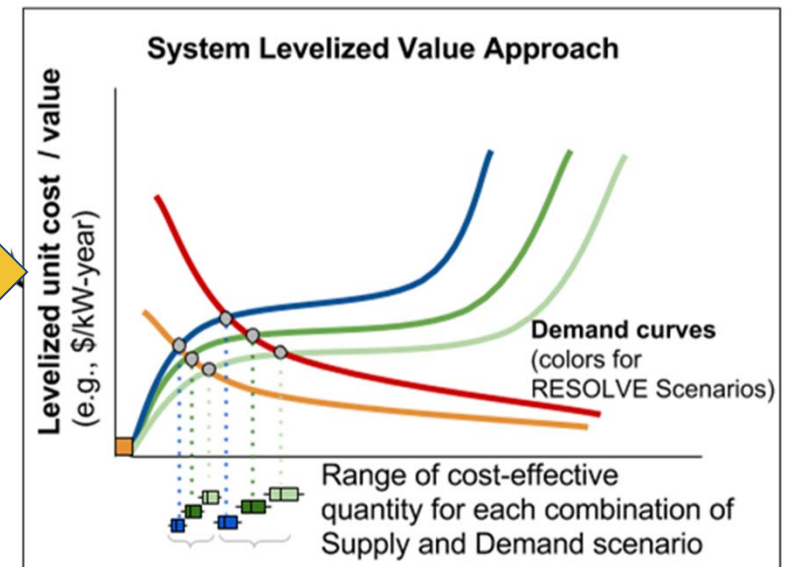 System Levelized Value Approach
Levelized unit cost / value
(e.g., $/kW-year)
Demand curves
(colors for
RESOLVE Scenarios)
Range of cost-effective
quantity for each combination of
Supply and Demand scenario